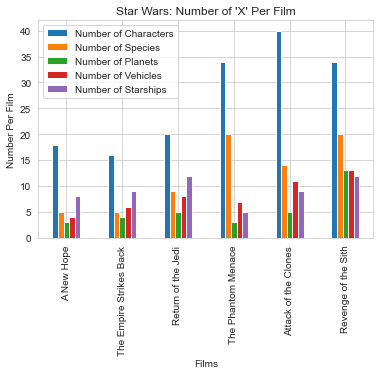 Star Wars: Number of 'X' Per Film
Number of Characters
Number of Species
Number of Planets
Number of Vehicles
Number of Starships
Number Per Film
40
35
30
25
20
15
10
5
0
A New Hope
The Empire Strikes Back
Return of the Jedi
The Phantom Menace
Attack of the Clones
Revenge of the Sith
Films